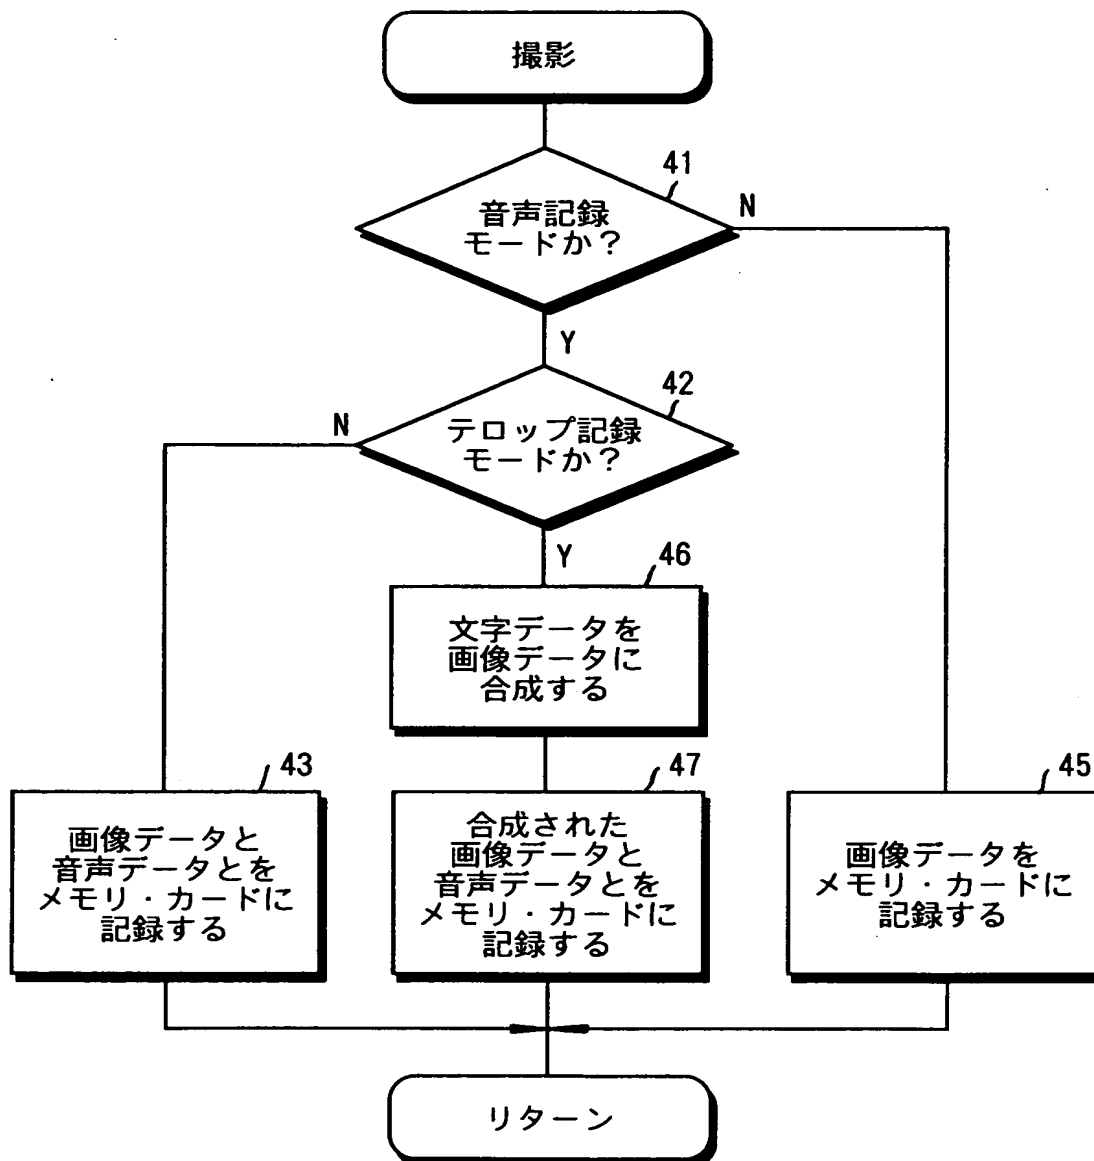 撮影
41
音声記録
モードか？
N
Y
42
テロップ記録
モードか？
N
Y
46
文字データを
画像データに
合成する
43
画像データと
音声データとを
メモリ・カードに
記録する
47
合成された
画像データと
音声データとを
メモリ・カードに
記録する
45
画像データを
メモリ・カードに
記録する
リターン